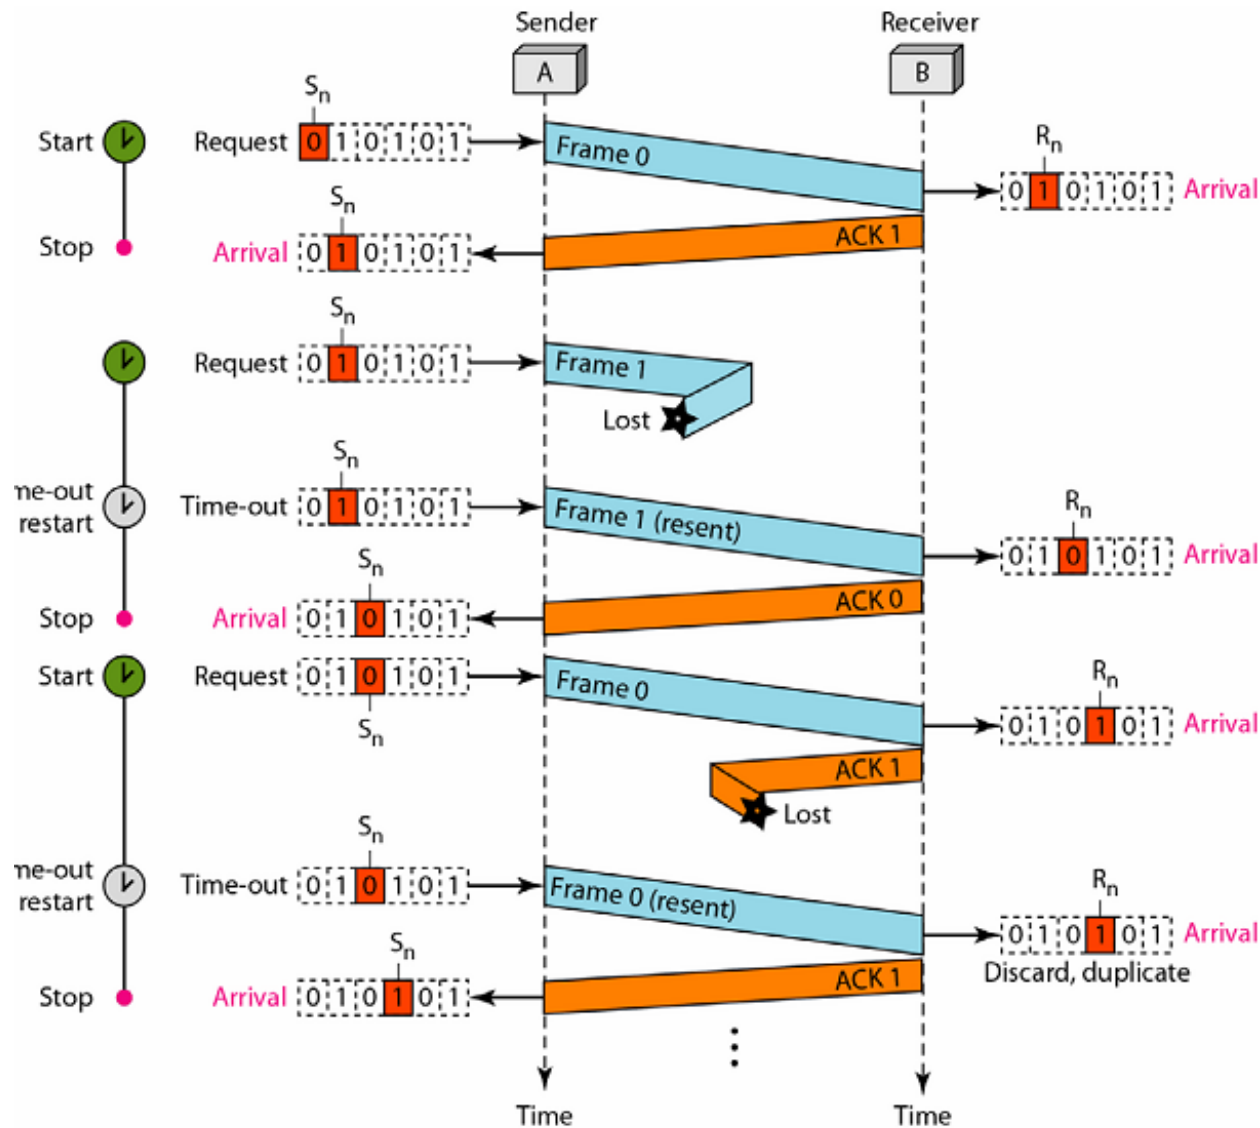 Sender Receiver
A B
Sn
Start Request 0 1 0 1 0 1 Frame 0
Rn
0 1 0 1 0 1 Arrival
Sn
Stop Arrival 0 1 0 1 0 1 ACK 1
Sn
Request 0 1 0 1 0 1 Frame 1
Lost
Sn
me-out
restart
Time-out 0 1 0 1 0 1 Frame 1 (resent)
Rn
0 1 0 1 0 1 Arrival
Sn
Stop Arrival 0 1 0 1 0 1 ACK 0
Start Request 0 1 0 1 0 1 Frame 0
Sn
Rn
0 1 0 1 0 1 Arrival
ACK 1
Lost
Sn
me-out
restart
Time-out 0 1 0 1 0 1 Frame 0 (resent)
Rn
0 1 0 1 0 1 Arrival
Discard, duplicate
Sn
Stop Arrival 0 1 0 1 0 1 ACK 1
Time Time